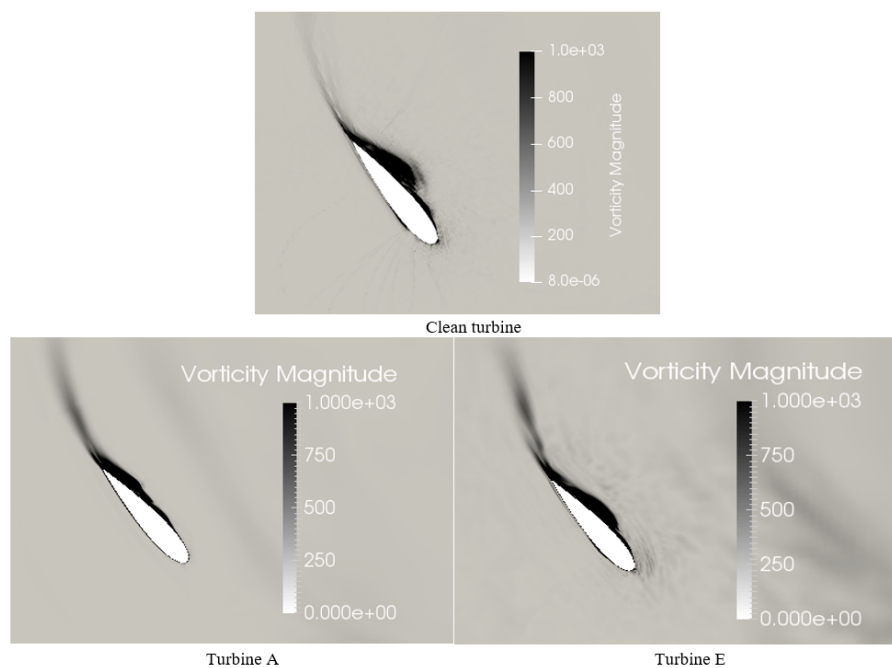 1.0e+03
800
600
400
200
8.0e-06
Vorticity Magnitude
Clean turbine
Vorticity Magnitude
1.000e+03
750
500
250
0.000e+00
Turbine A
Vorticity Magnitude
1.000e+03
750
500
250
0.000e+00
Turbine E